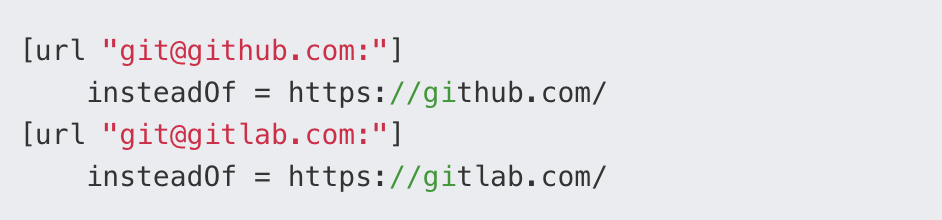 [url "git@github.com:"]
    insteadOf = https://github.com/
[url "git@gitlab.com:"]
    insteadOf = https://gitlab.com/